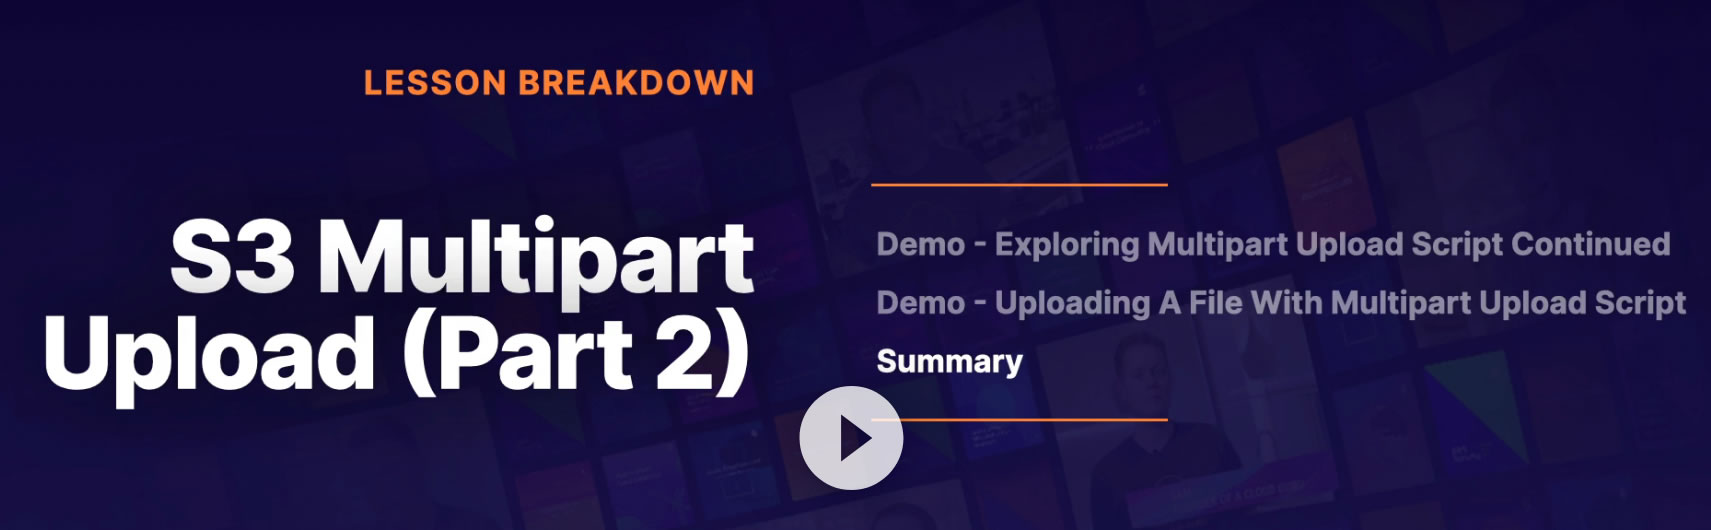 LESSON BREAKDOWN
S3 Multipart
Upload (Part 2)
Demo - Exploring Multipart Upload Script Continued
Demo - Uploading A File With Multipart Upload Script
Summary